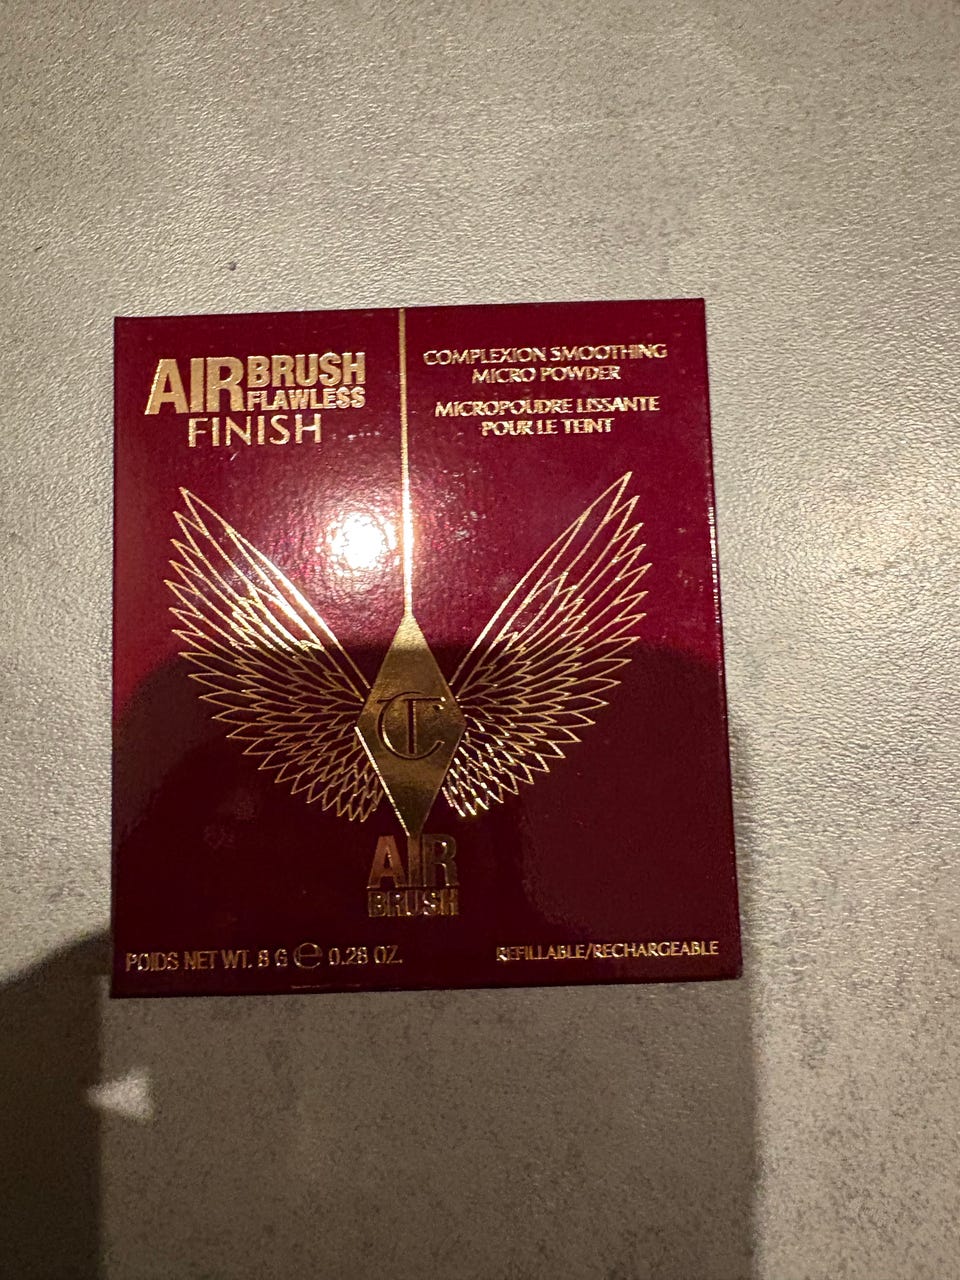 AIRBRUSH
FLAWLESS
FINISH
COMPLEXION SMOOTHING
MICRO POWDER
MICROPOUDRE LISSANTE
POUR LE TEINT
CT
AIR
BRUSH
POIDS NET WT. 8 G ℮ 0.28 OZ.
REFILLABLE/RECHARGEABLE